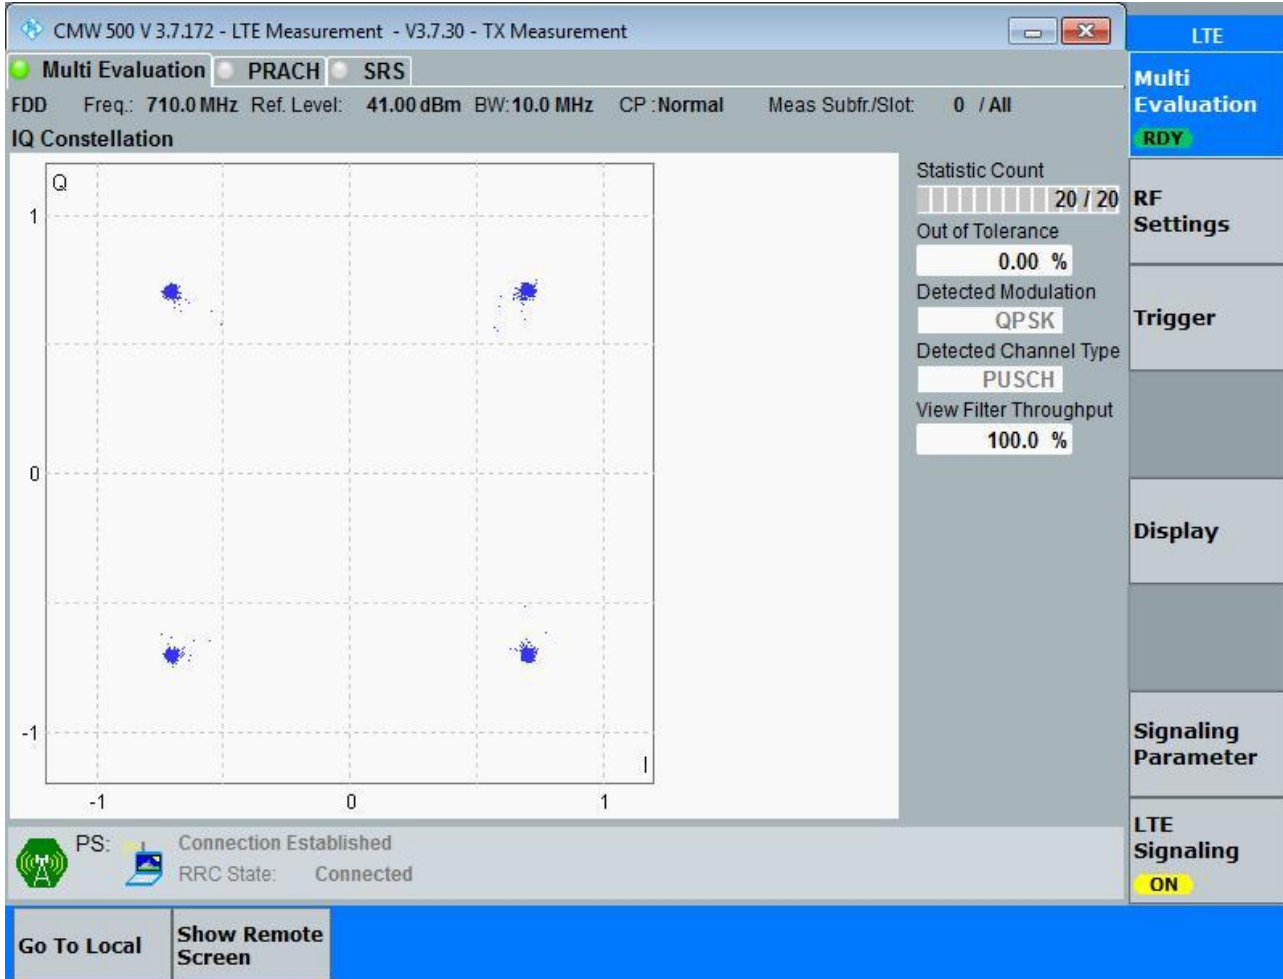 CMW 500 V 3.7.172 - LTE Measurement - V3.7.30 - TX Measurement
LTE
Multi Evaluation PRACH SRS
Multi
Evaluation
RDY
FDD Freq.: 710.0 MHz Ref. Level: 41.00 dBm BW: 10.0 MHz CP : Normal Meas Subfr./Slot: 0 / All
IQ Constellation
Q
1
0
-1
I
-1 0 1
Statistic Count
20 / 20
Out of Tolerance
0.00 %
Detected Modulation
QPSK
Detected Channel Type
PUSCH
View Filter Throughput
100.0 %
RF
Settings
Trigger
Display
Signaling
Parameter
LTE
Signaling
ON
PS: Connection Established
RRC State: Connected
Go To Local
Show Remote
Screen